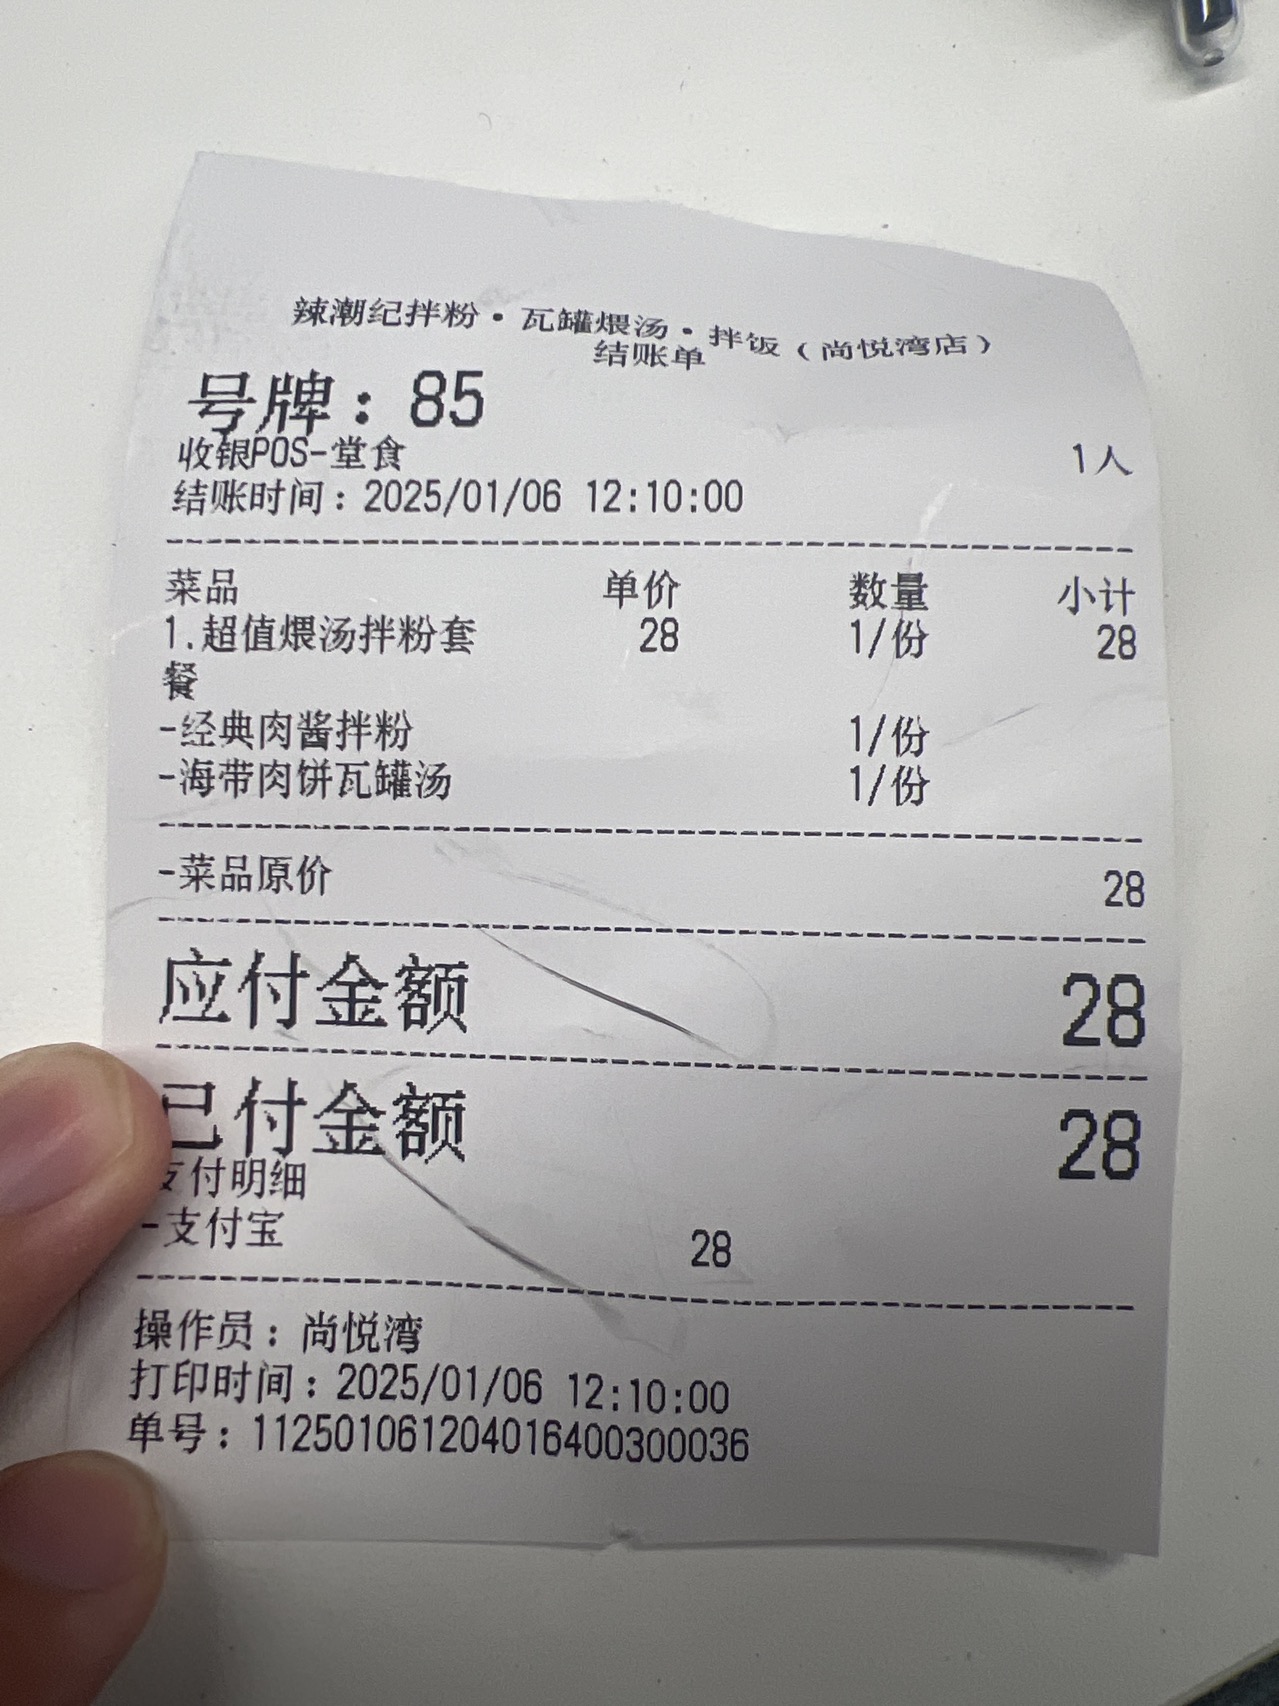 辣潮纪拌粉·瓦罐煨汤·拌饭（尚悦湾店）
结账单
号牌：85
收银POS-堂食 1人
结账时间：2025/01/06 12:10:00
菜品 单价 数量 小计
1.超值煨汤拌粉套 28 1/份 28
餐
-经典肉酱拌粉 1/份
-海带肉饼瓦罐汤 1/份
-菜品原价 28
应付金额 28
已付金额 28
支付明细
-支付宝 28
操作员：尚悦湾
打印时间：2025/01/06 12:10:00
单号：112501061204016400300036